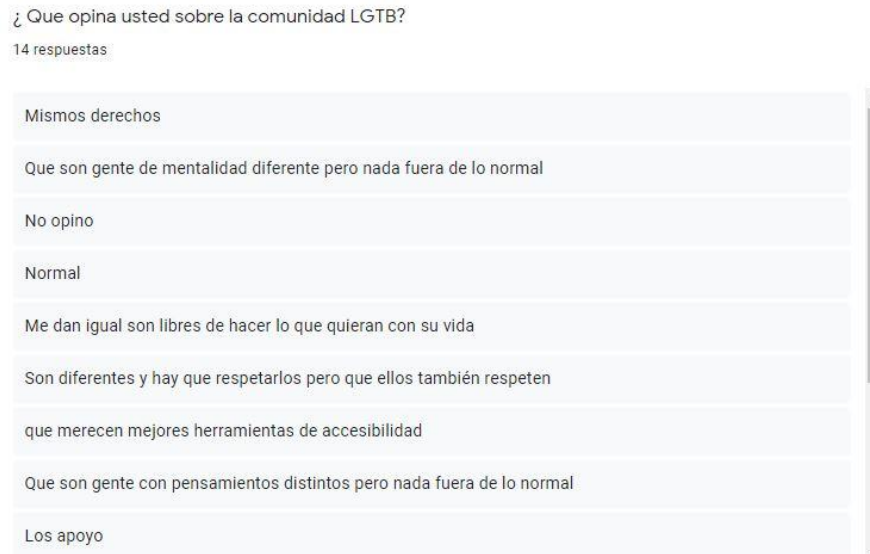 ¿ Que opina usted sobre la comunidad LGTB?
14 respuestas
Mismos derechos
Que son gente de mentalidad diferente pero nada fuera de lo normal
No opino
Normal
Me dan igual son libres de hacer lo que quieran con su vida
Son diferentes y hay que respetarlos pero que ellos también respeten
que merecen mejores herramientas de accesibilidad
Que son gente con pensamientos distintos pero nada fuera de lo normal
Los apoyo